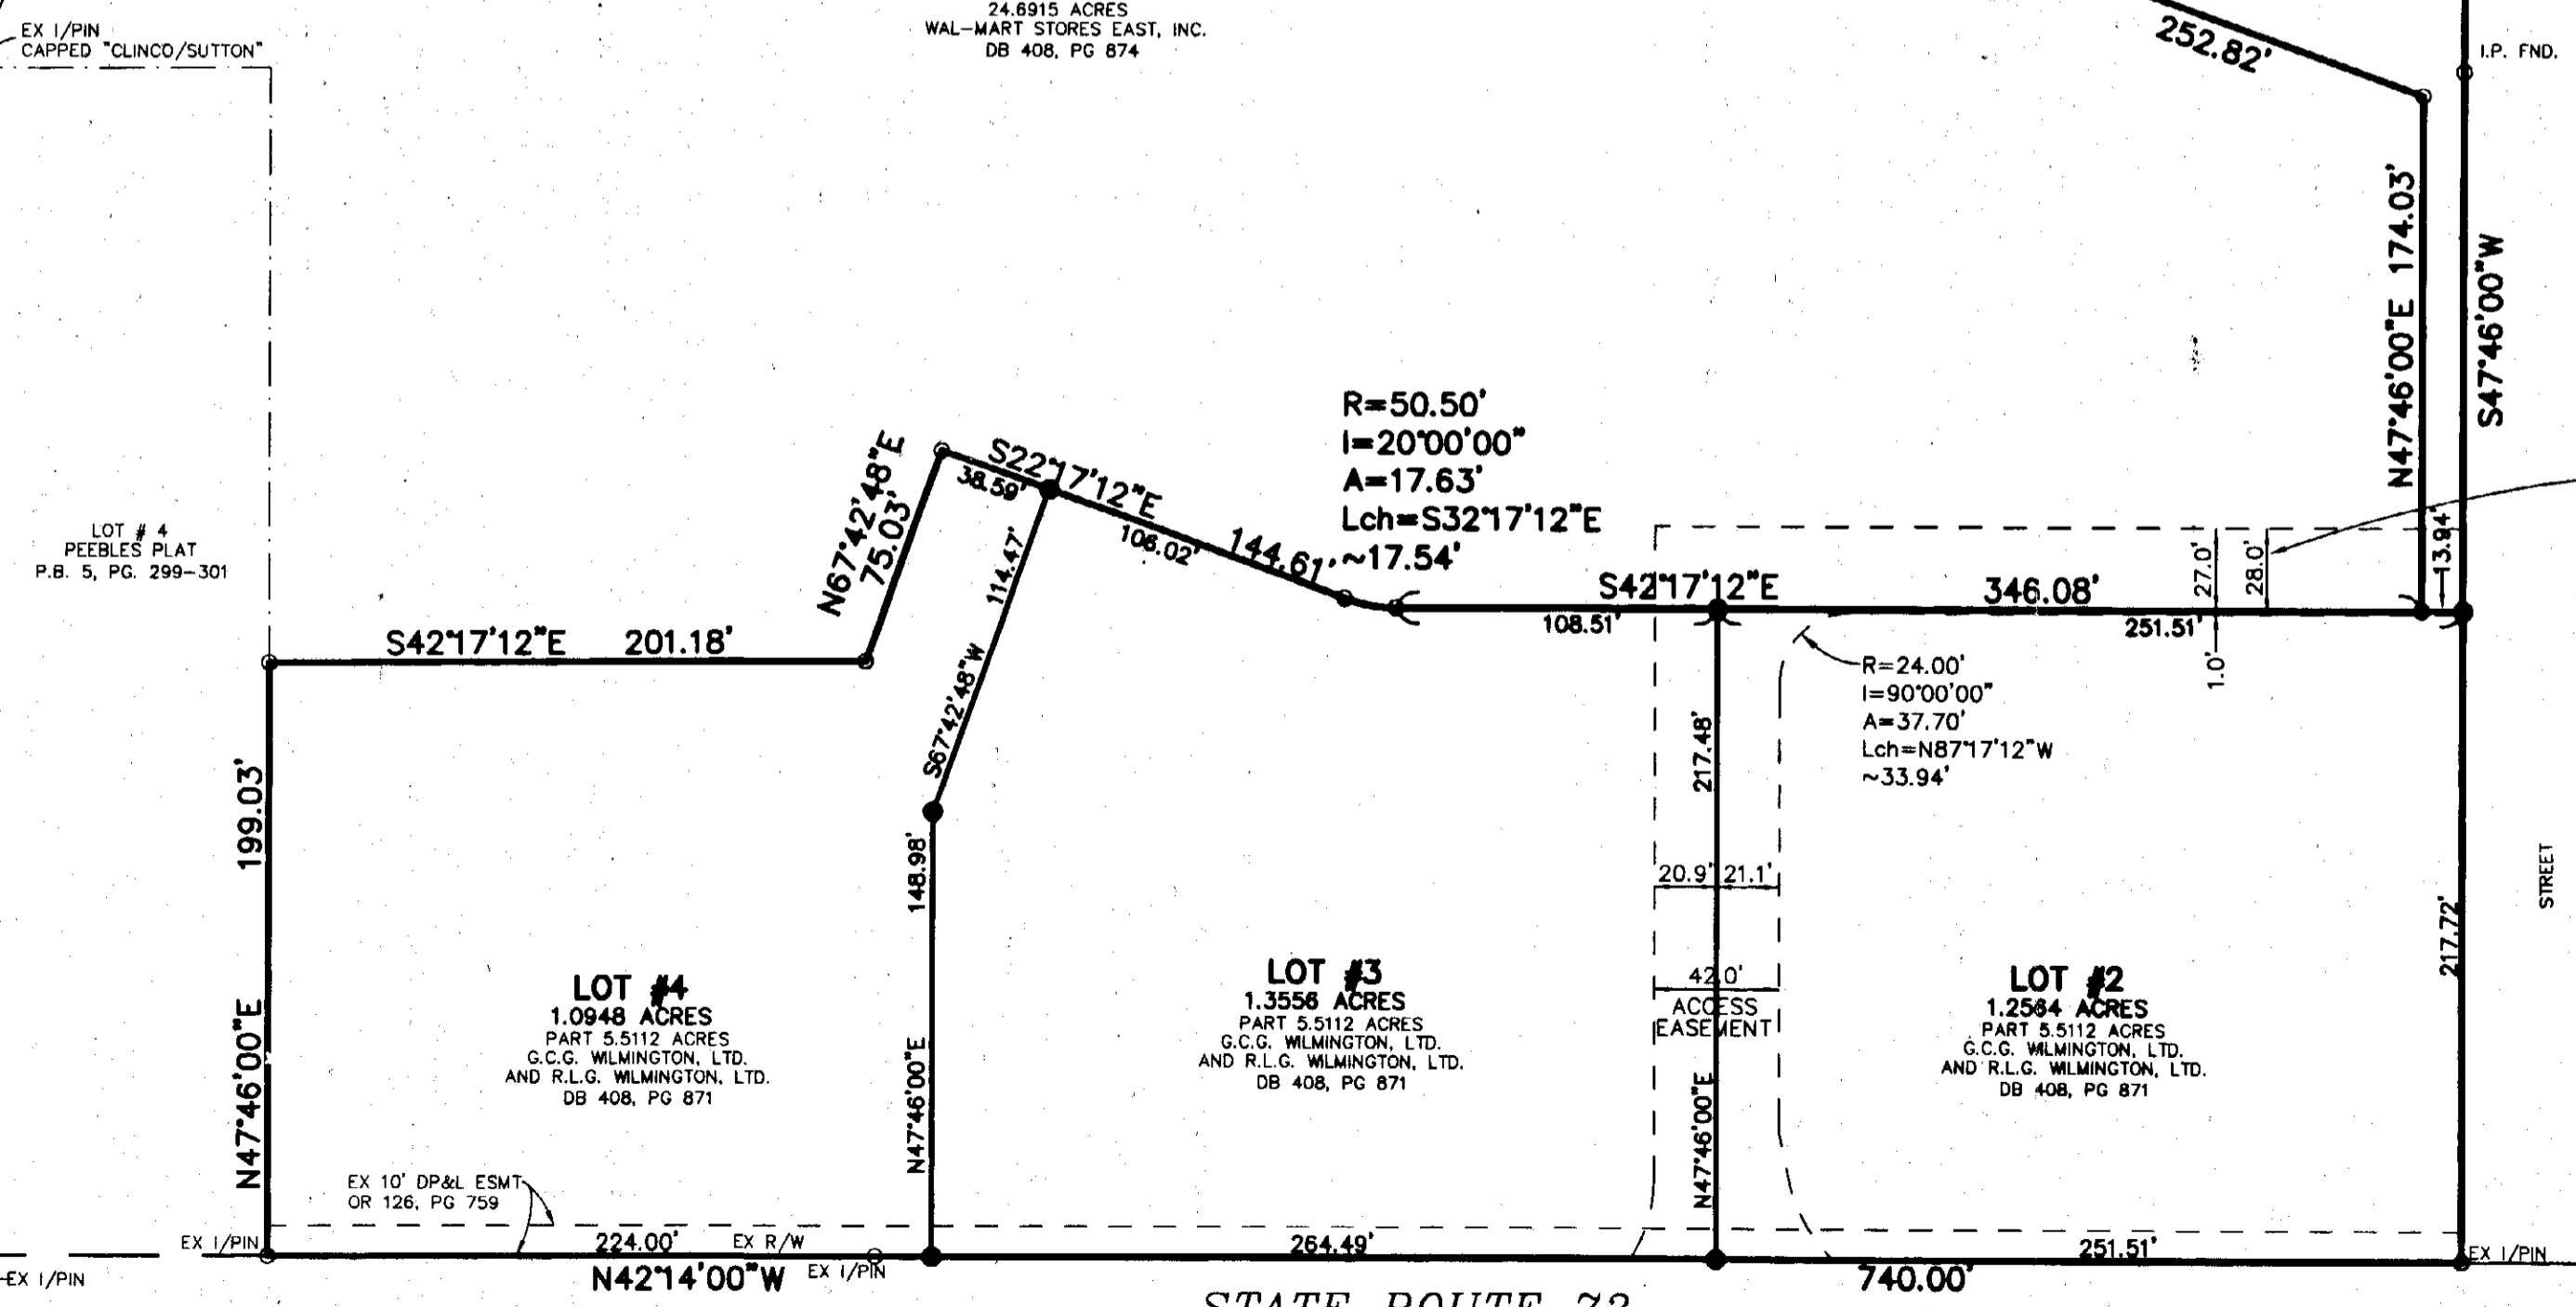 24.6915 ACRES
WAL-MART STORES EAST, INC.
DB 408, PG 874
EX I/PIN
CAPPED "CLINCO/SUTTON"
252.82'
I.P. FND.
N47°46'00"E 174.03'
S47°46'00"W
R=50.50'
I=20°00'00"
A=17.63'
Lch=S32°17'12"E
~17.54'
N67°42'48"E
75.03'
S22°17'12"E
38.59'
106.02'
144.61'
114.47'
S67°42'48"W
LOT # 4
PEEBLES PLAT
P.B. 5, PG. 299-301
S42°17'12"E 201.18'
S42°17'12"E 346.08'
108.51'
251.51'
27.0'
28.0'
13.94'
1.0'
R=24.00'
I=90°00'00"
A=37.70'
Lch=N87°17'12"W
~33.94'
199.03'
N47°46'00"E
148.98'
N47°46'00"E
217.48'
N47°46'00"E
20.9' 21.1'
42.0'
ACCESS
EASEMENT
217.72'
STREET
LOT #4
1.0948 ACRES
PART 5.5112 ACRES
G.C.G. WILMINGTON, LTD.
AND R.L.G. WILMINGTON, LTD.
DB 408, PG 871
LOT #3
1.3556 ACRES
PART 5.5112 ACRES
G.C.G. WILMINGTON, LTD.
AND R.L.G. WILMINGTON, LTD.
DB 408, PG 871
LOT #2
1.2564 ACRES
PART 5.5112 ACRES
G.C.G. WILMINGTON, LTD.
AND R.L.G. WILMINGTON, LTD.
DB 408, PG 871
EX 10' DP&L ESMT
OR 126, PG 759
EX I/PIN
224.00'
EX R/W
264.49'
251.51'
EX I/PIN
EX I/PIN
N42°14'00"W
EX I/PIN
740.00'
STATE ROUTE 73